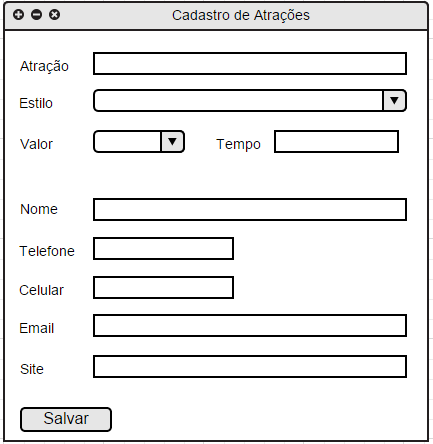 Cadastro de Atrações
Atração
Estilo
Valor Tempo
Nome
Telefone
Celular
Email
Site
Salvar